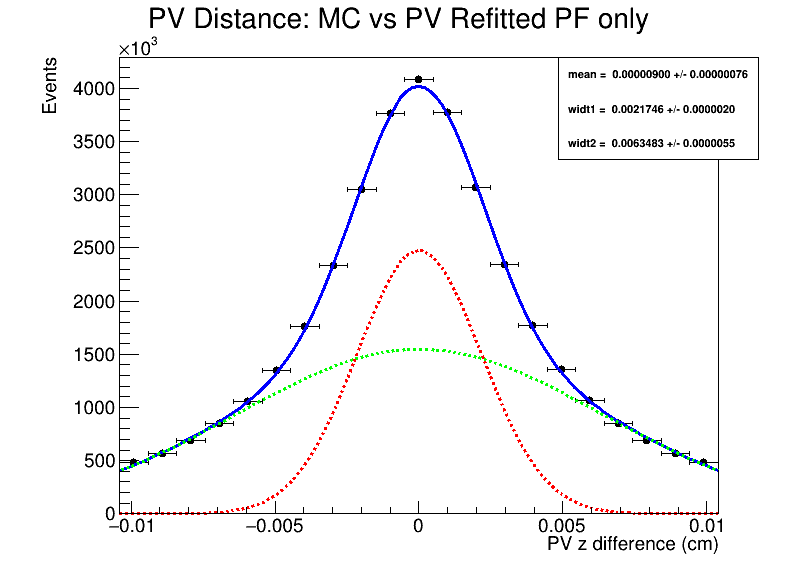 PV Distance: MC vs PV Refitted PF only
×10³
Events
4000
3500
3000
2500
2000
1500
1000
500
0
mean = 0.00000900 +/- 0.00000076
widt1 = 0.0021746 +/- 0.0000020
widt2 = 0.0063483 +/- 0.0000055
−0.01 −0.005 0 0.005 0.01
PV z difference (cm)